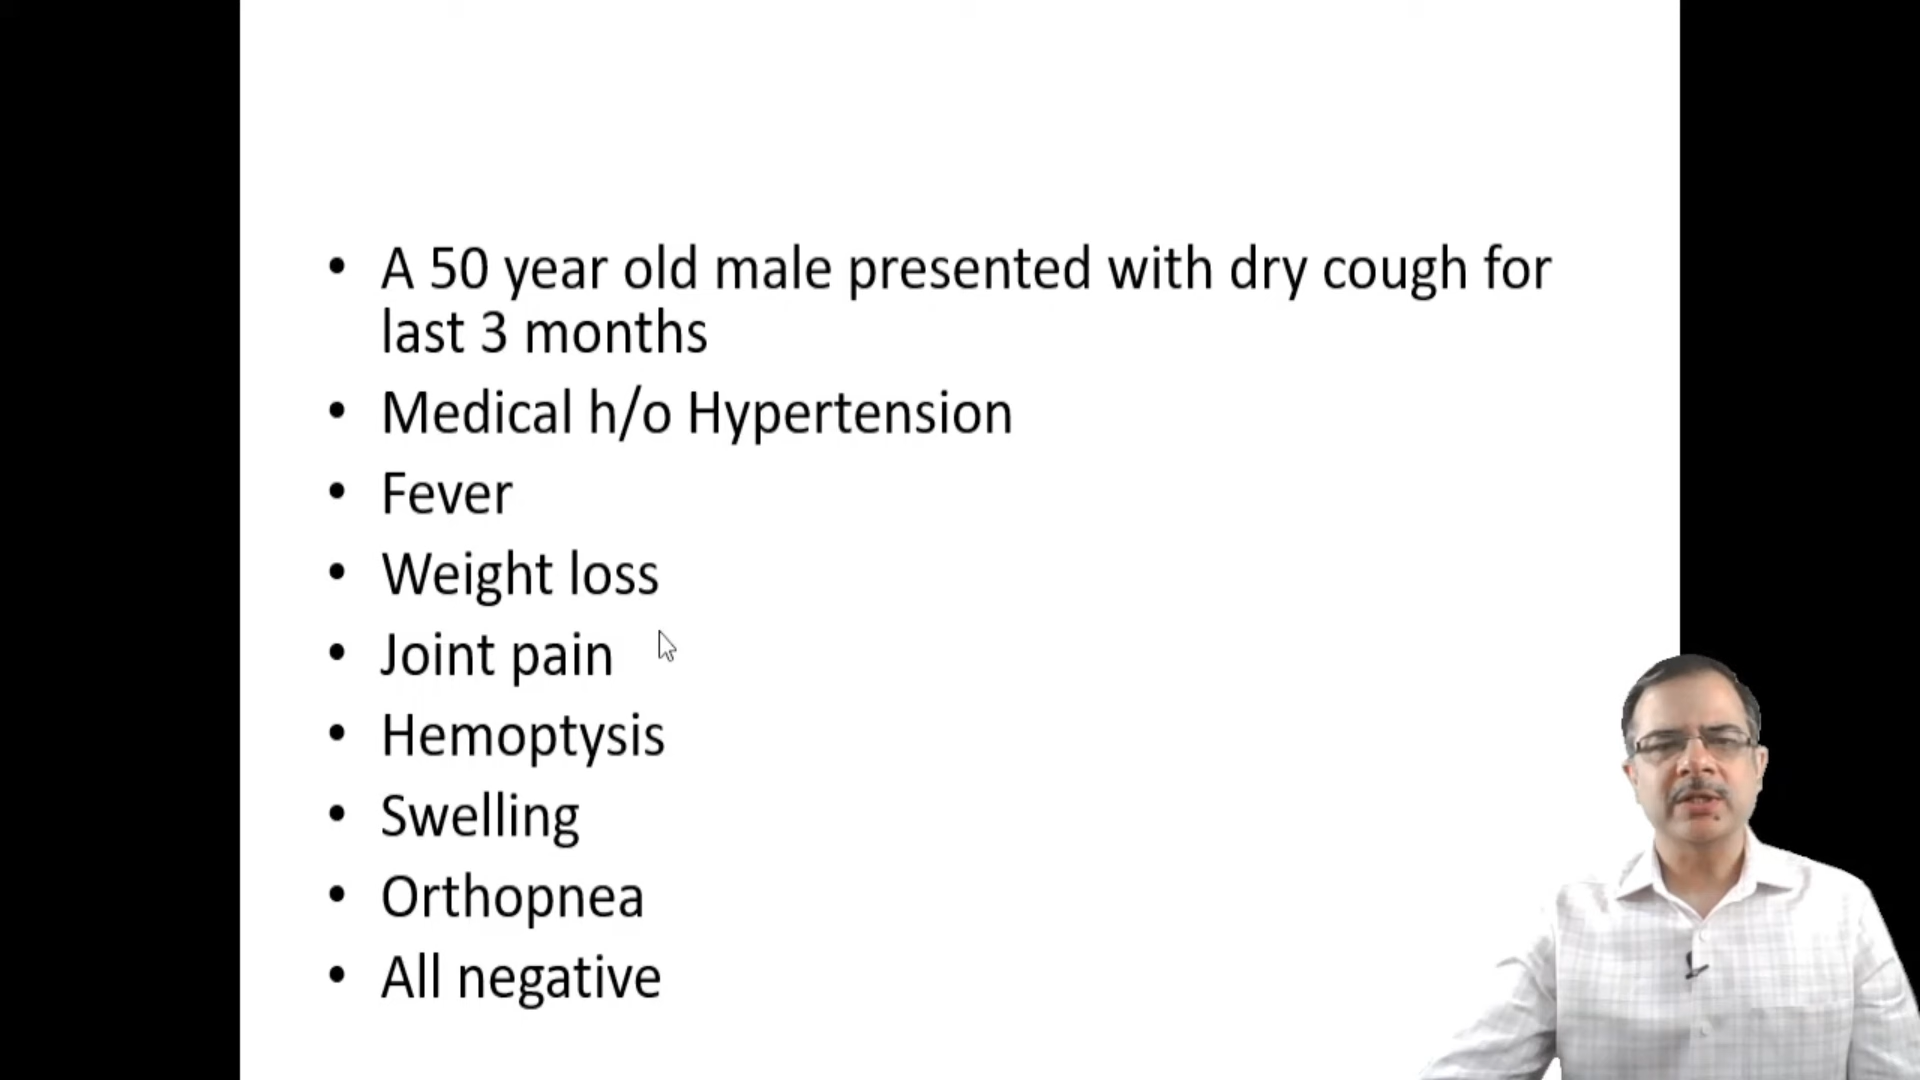 • A 50 year old male presented with dry cough for
last 3 months
• Medical h/o Hypertension
• Fever
• Weight loss
• Joint pain
• Hemoptysis
• Swelling
• Orthopnea
• All negative